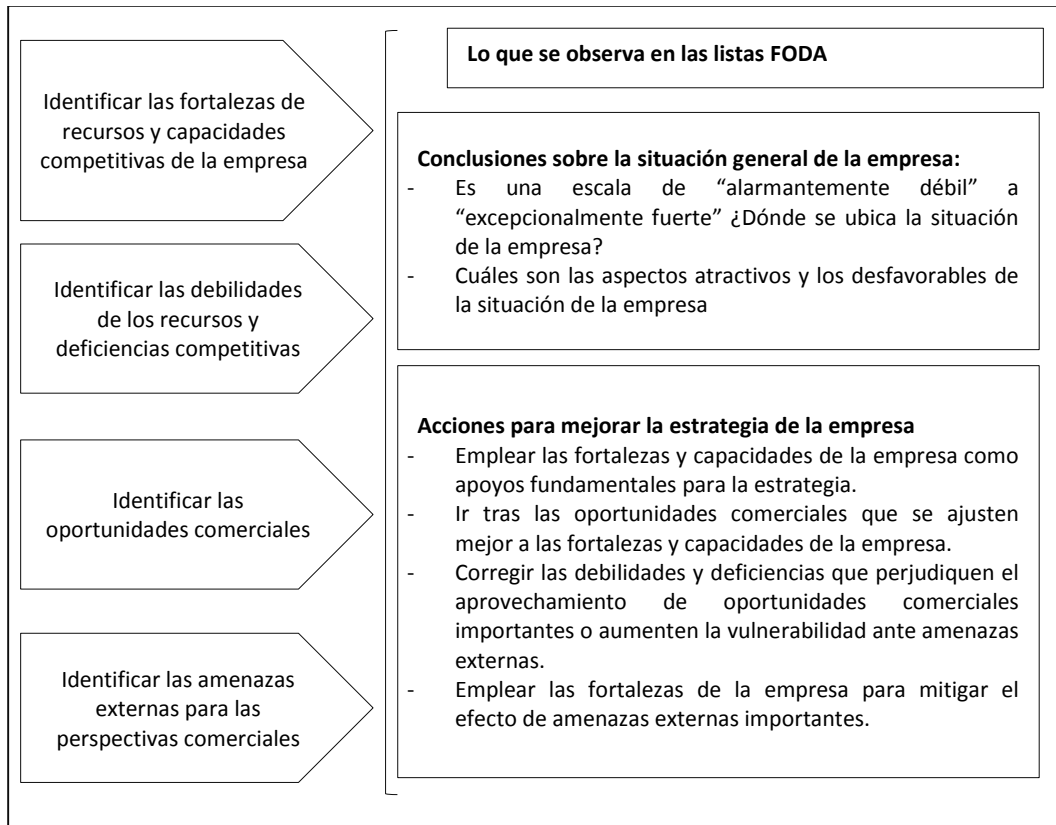 Identificar las fortalezas de
recursos y capacidades
competitivas de la empresa
Identificar las debilidades
de los recursos y
deficiencias competitivas
Identificar las
oportunidades comerciales
Identificar las amenazas
externas para las
perspectivas comerciales
Lo que se observa en las listas FODA
Conclusiones sobre la situación general de la empresa:
- Es una escala de “alarmantemente débil” a
“excepcionalmente fuerte” ¿Dónde se ubica la situación
de la empresa?
- Cuáles son las aspectos atractivos y los desfavorables de
la situación de la empresa
Acciones para mejorar la estrategia de la empresa
- Emplear las fortalezas y capacidades de la empresa como
apoyos fundamentales para la estrategia.
- Ir tras las oportunidades comerciales que se ajusten
mejor a las fortalezas y capacidades de la empresa.
- Corregir las debilidades y deficiencias que perjudiquen el
aprovechamiento de oportunidades comerciales
importantes o aumenten la vulnerabilidad ante amenazas
externas.
- Emplear las fortalezas de la empresa para mitigar el
efecto de amenazas externas importantes.